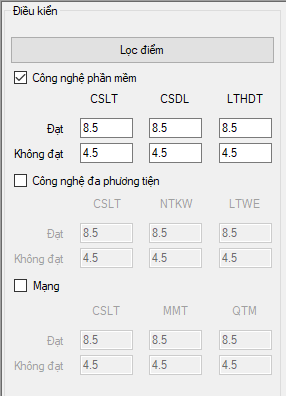 Điều kiển
Lọc điểm
Công nghệ phần mềm
CSLT CSDL LTHDT
Đạt 8.5 8.5 8.5
Không đạt 4.5 4.5 4.5
Công nghệ đa phương tiện
CSLT NTKW LTWE
Đạt 8.5 8.5 8.5
Không đạt 4.5 4.5 4.5
Mạng
CSLT MMT QTM
Đạt 8.5 8.5 8.5
Không đạt 4.5 4.5 4.5